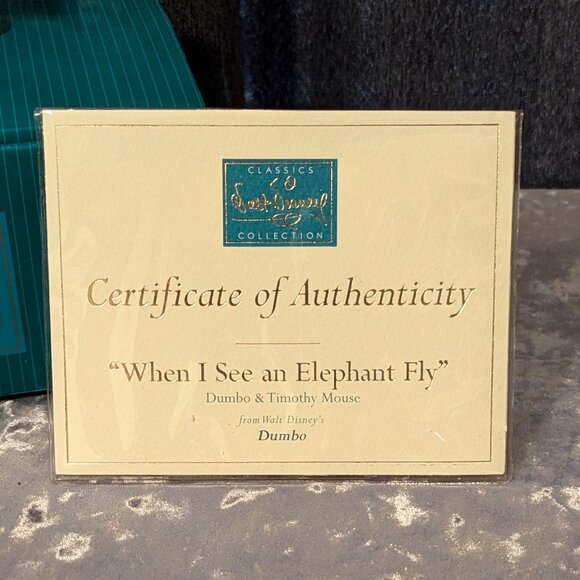 CLASSICS
Walt Disney
COLLECTION
Certificate of Authenticity
“When I See an Elephant Fly”
Dumbo & Timothy Mouse
from Walt Disney's
Dumbo